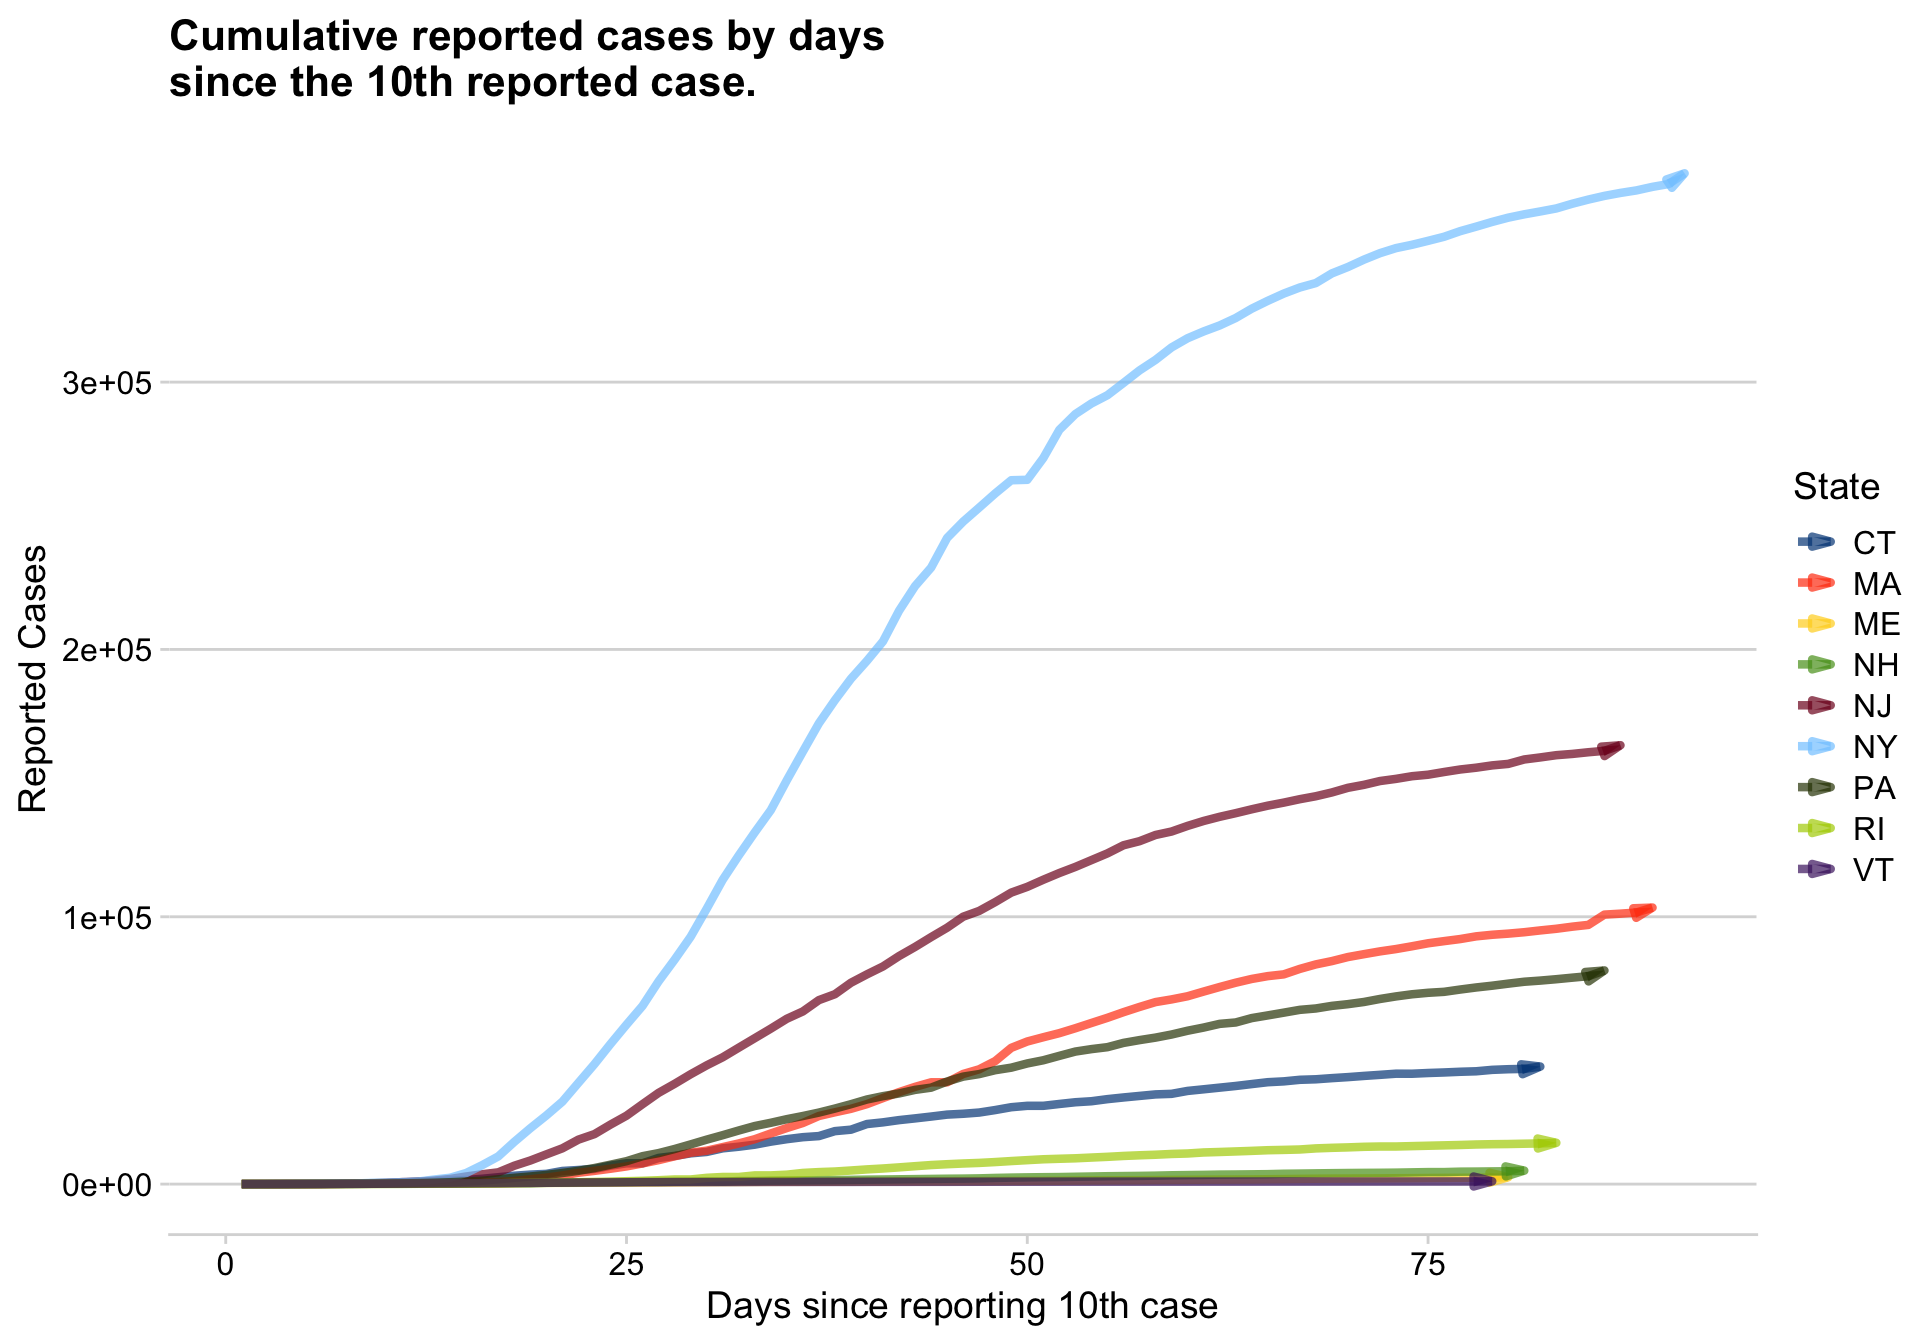 Cumulative reported cases by days
since the 10th reported case.
Reported Cases
3e+05
2e+05
1e+05
0e+00
0 25 50 75
Days since reporting 10th case
State
CT
MA
ME
NH
NJ
NY
PA
RI
VT